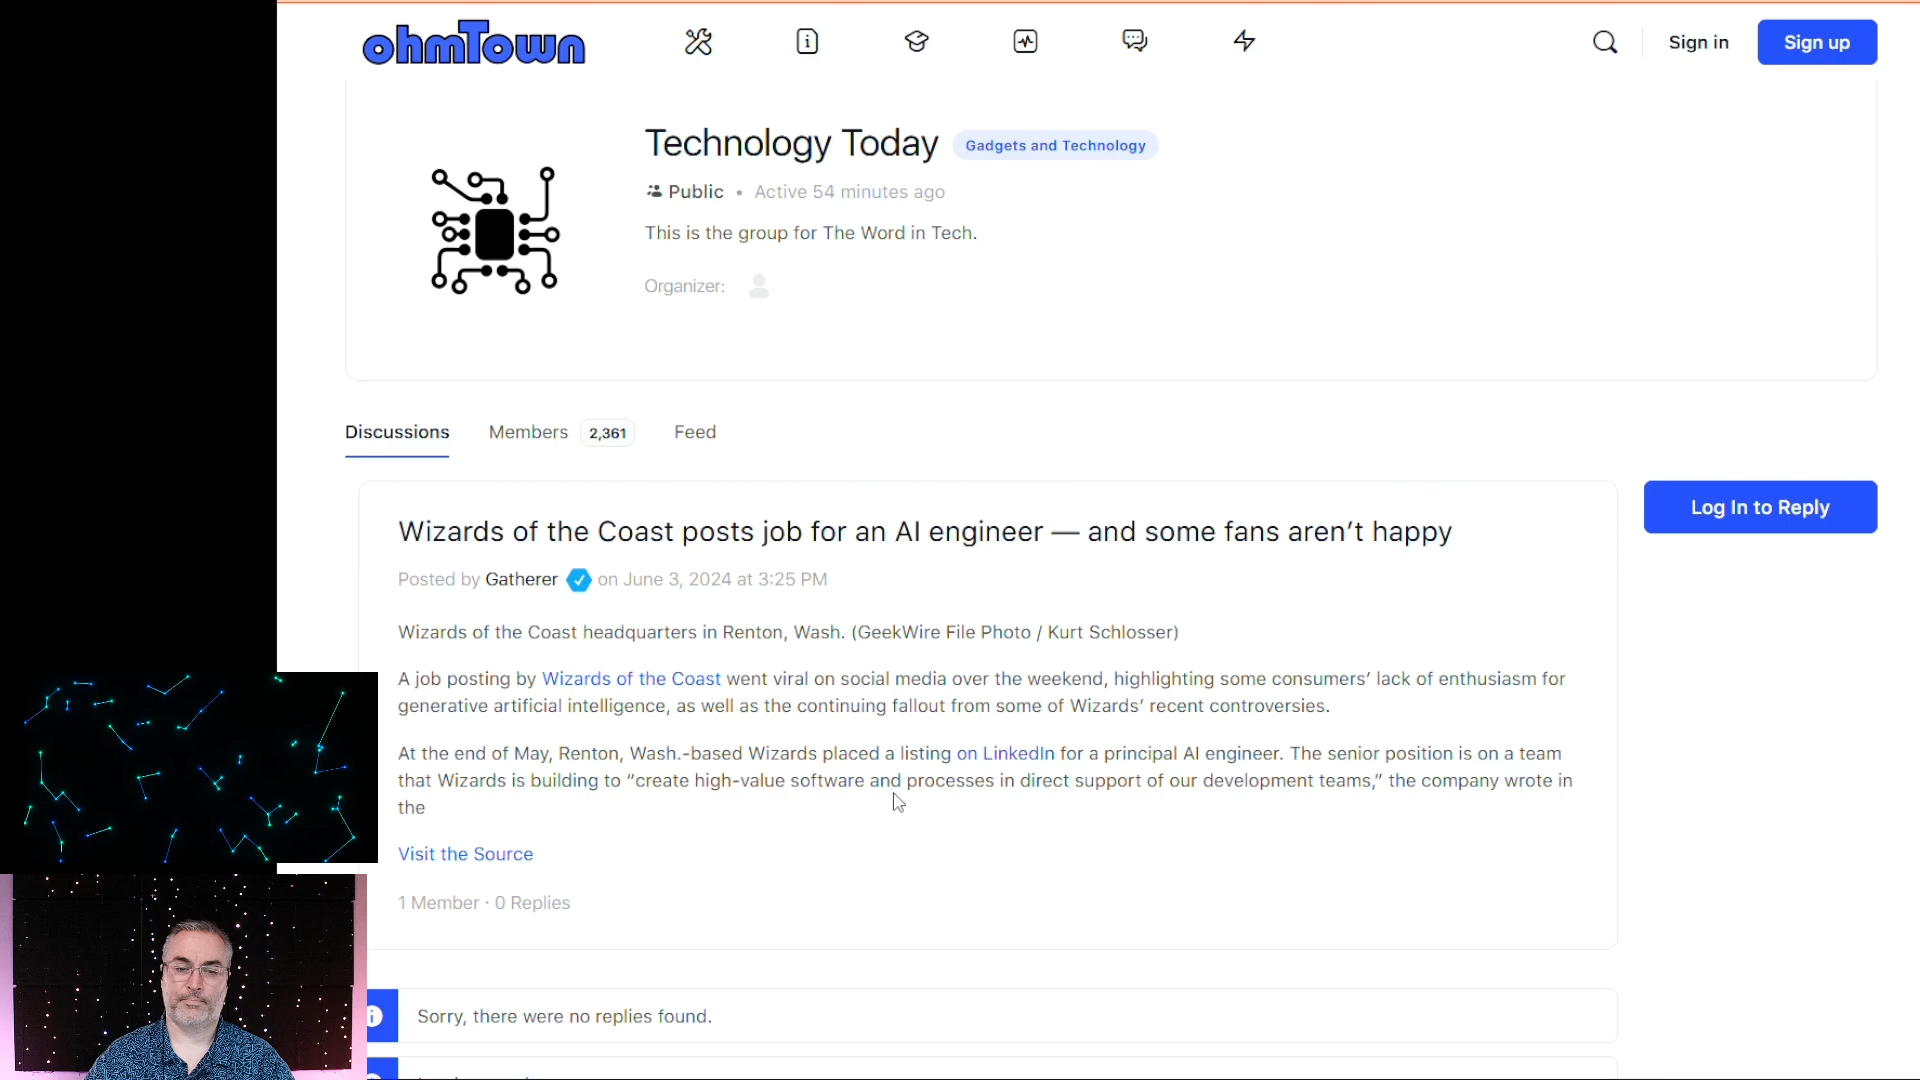 ohmTown
Sign in
Sign up
Technology Today
Gadgets and Technology
Public • Active 54 minutes ago
This is the group for The Word in Tech.
Organizer:
Discussions
Members 2,361
Feed
Wizards of the Coast posts job for an AI engineer — and some fans aren’t happy
Log In to Reply
Posted by Gatherer on June 3, 2024 at 3:25 PM
Wizards of the Coast headquarters in Renton, Wash. (GeekWire File Photo / Kurt Schlosser)
A job posting by Wizards of the Coast went viral on social media over the weekend, highlighting some consumers’ lack of enthusiasm for
generative artificial intelligence, as well as the continuing fallout from some of Wizards’ recent controversies.
At the end of May, Renton, Wash.-based Wizards placed a listing on LinkedIn for a principal AI engineer. The senior position is on a team
that Wizards is building to “create high-value software and processes in direct support of our development teams,” the company wrote in
the
Visit the Source
1 Member · 0 Replies
Sorry, there were no replies found.